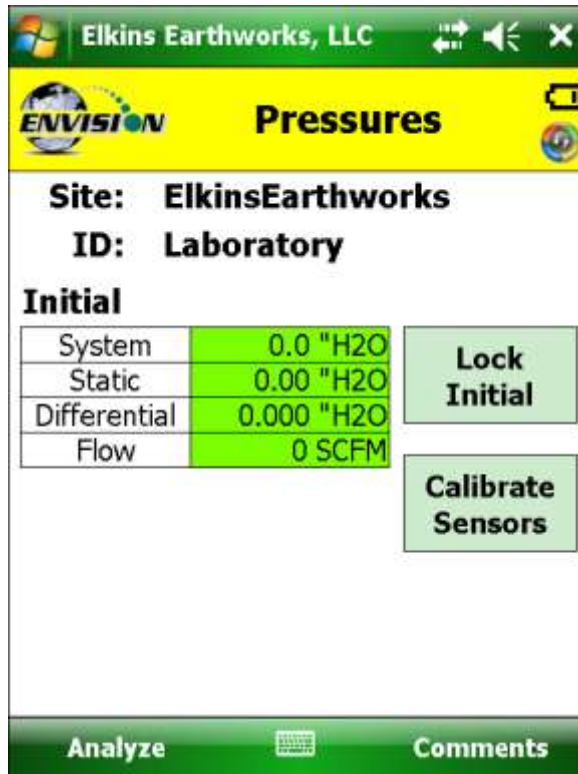 Elkins Earthworks, LLC
ENVISION
Pressures
Site: ElkinsEarthworks
ID: Laboratory
Initial
System 0.0 "H2O
Static 0.00 "H2O
Differential 0.000 "H2O
Flow 0 SCFM
Lock
Initial
Calibrate
Sensors
Analyze Comments